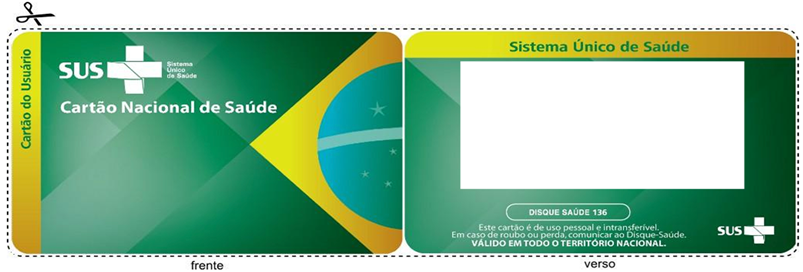 Cartão do Usuário
SUS
Sistema
Único
de Saúde
Cartão Nacional de Saúde
frente
Sistema Único de Saúde
DISQUE SAÚDE 136
Este cartão é de uso pessoal e intransferível.
Em caso de roubo ou perda, comunicar ao Disque-Saúde.
VÁLIDO EM TODO O TERRITÓRIO NACIONAL.
SUS
verso